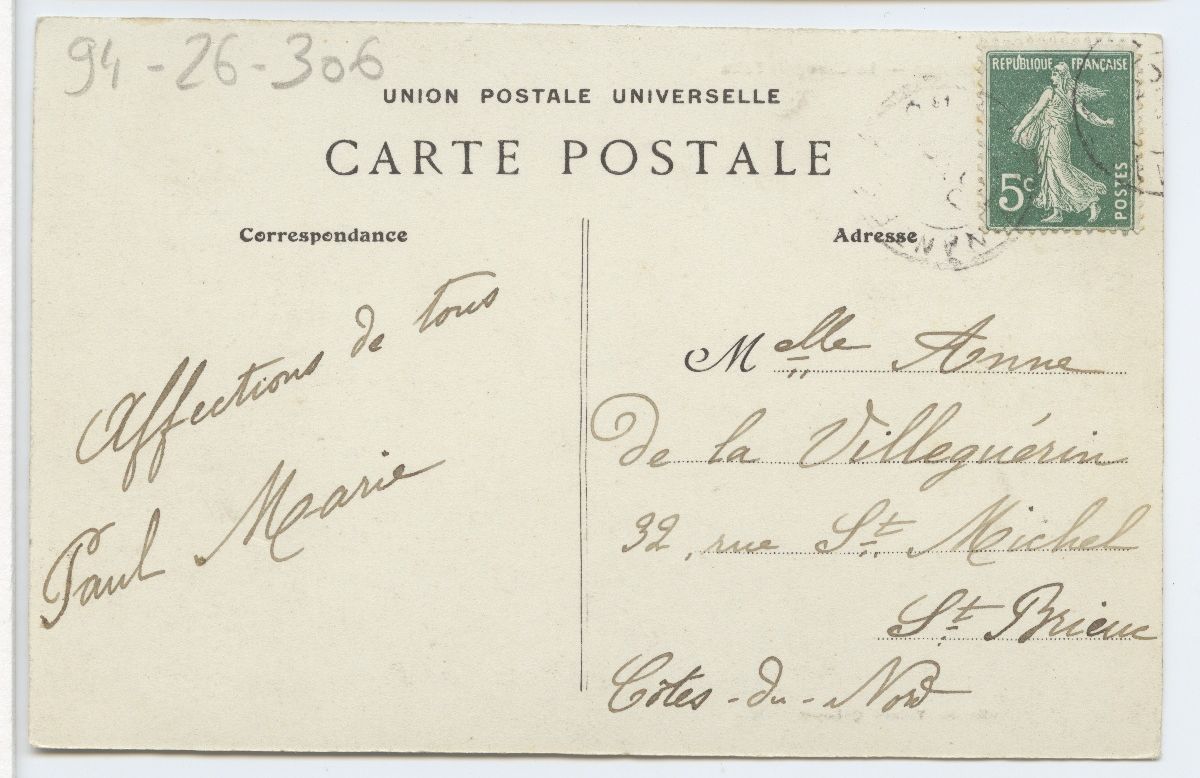 94-26-306
UNION POSTALE UNIVERSELLE
CARTE POSTALE
RÉPUBLIQUE FRANÇAISE
5c
POSTES
Correspondance
Affections de tous
Paul Marie
Adresse
Melle Anne
de la Villeguérin
32, rue St Michel
St Brieuc
Côtes-du-Nord